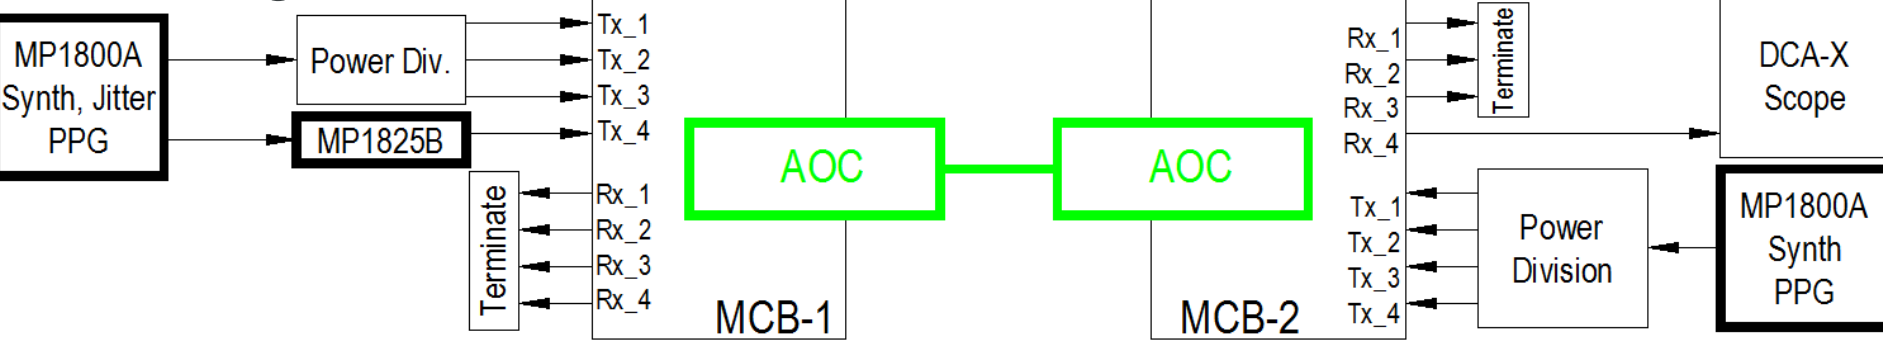 MP1800A
Synth, Jitter
PPG
Power Div.
MP1825B
Tx_1
Tx_2
Tx_3
Tx_4
Terminate
Rx_1
Rx_2
Rx_3
Rx_4
MCB-1
AOC
AOC
MCB-2
Rx_1
Rx_2
Rx_3
Rx_4
Tx_1
Tx_2
Tx_3
Tx_4
Terminate
Power
Division
DCA-X
Scope
MP1800A
Synth
PPG